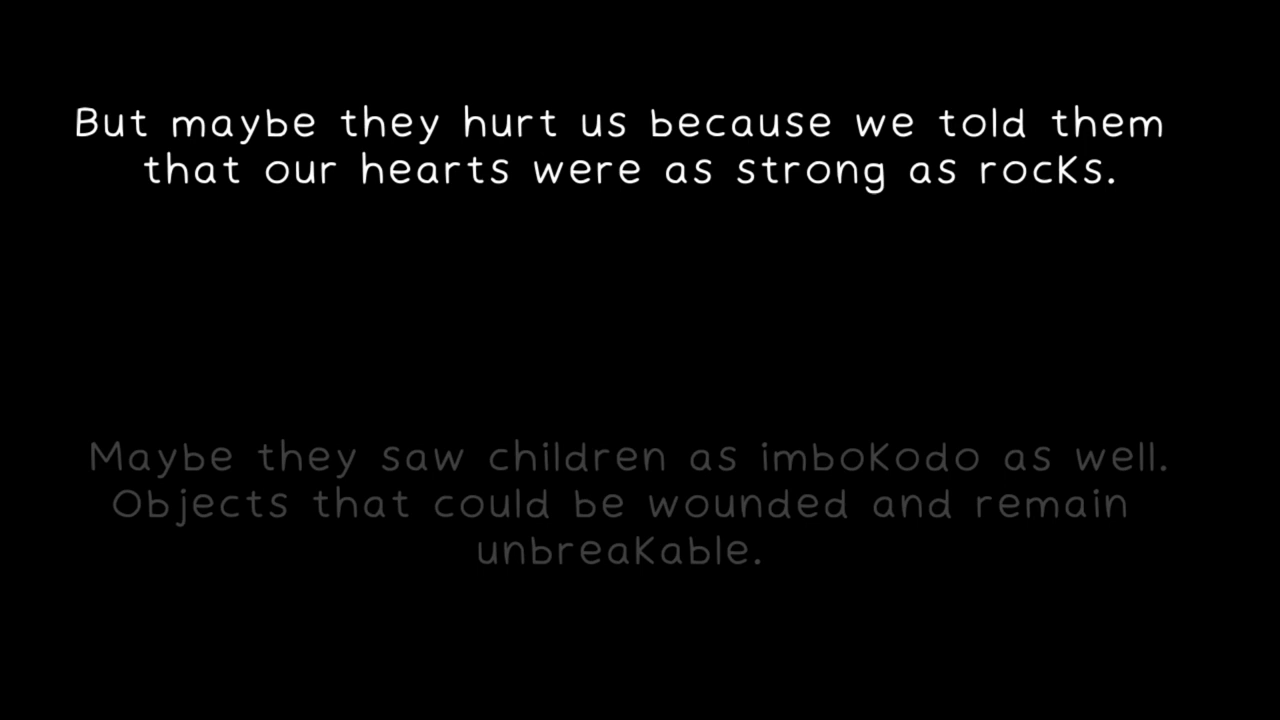 But maybe they hurt us because we told them
that our hearts were as strong as rocks.
Maybe they saw children as imbokodo as well.
Objects that could be wounded and remain
unbreakable.